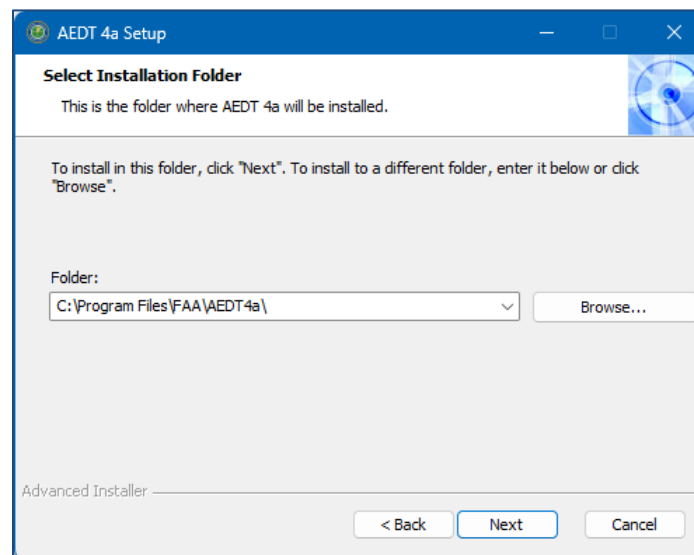 AEDT 4a Setup
Select Installation Folder
This is the folder where AEDT 4a will be installed.
To install in this folder, click "Next". To install to a different folder, enter it below or click
"Browse".
Folder:
C:\Program Files\FAA\AEDT4a\
Browse...
Advanced Installer
< Back
Next
Cancel